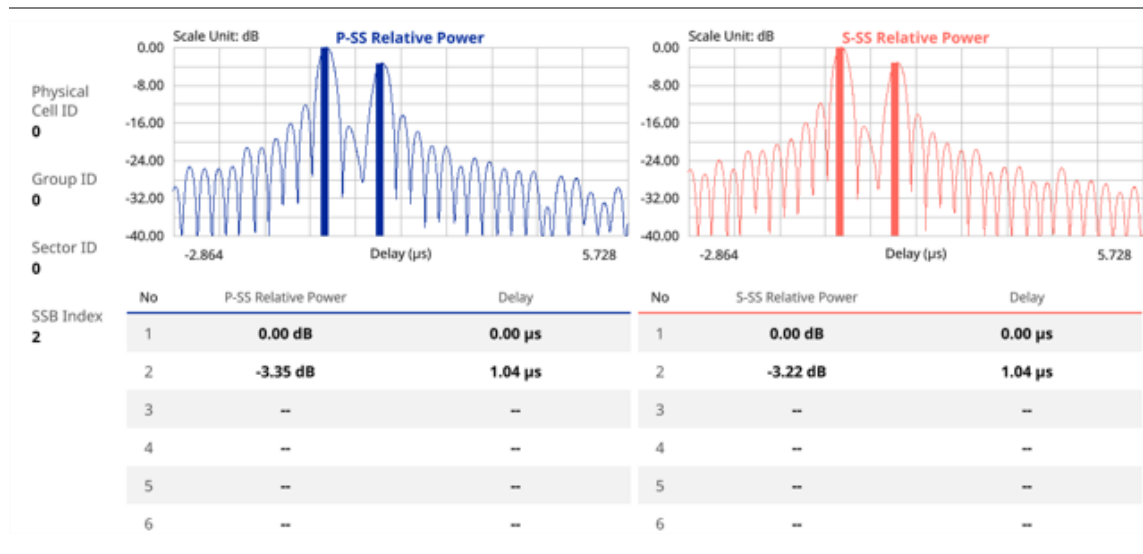 Physical
Cell ID
0
Group ID
0
Sector ID
0
SSB Index
2
Scale Unit: dB
P-SS Relative Power
0.00
-8.00
-16.00
-24.00
-32.00
-40.00
-2.864
Delay (µs)
5.728
Scale Unit: dB
S-SS Relative Power
0.00
-8.00
-16.00
-24.00
-32.00
-40.00
-2.864
Delay (µs)
5.728
No P-SS Relative Power Delay
1 0.00 dB 0.00 µs
2 -3.35 dB 1.04 µs
3 -- --
4 -- --
5 -- --
6 -- --
No S-SS Relative Power Delay
1 0.00 dB 0.00 µs
2 -3.22 dB 1.04 µs
3 -- --
4 -- --
5 -- --
6 -- --